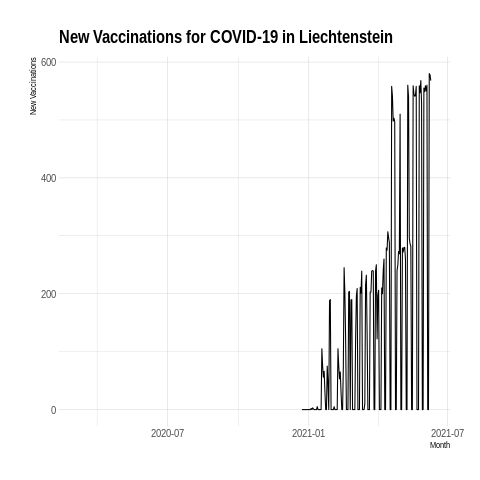 New Vaccinations for COVID-19 in Liechtenstein
New Vaccinations
600
400
200
0
2020-07
2021-01
2021-07
Month